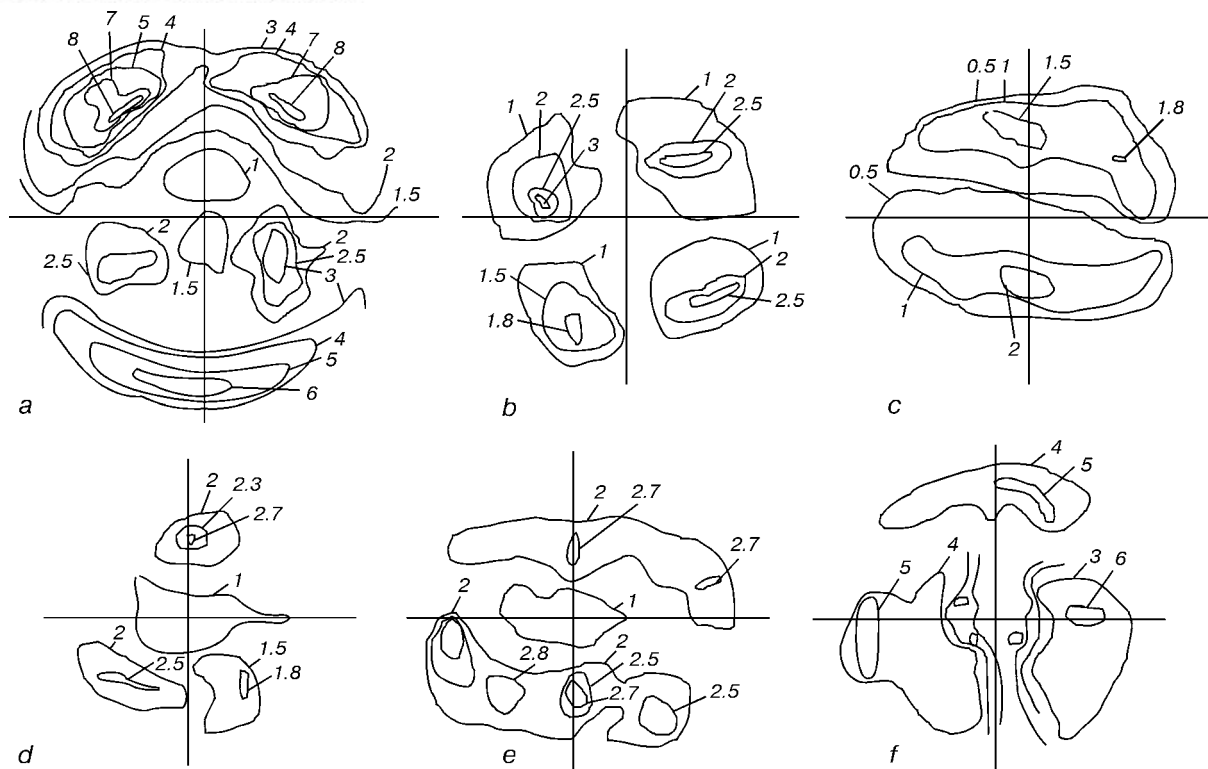 7 5 4 3 4 7 8
8
1 2 1.5
2 2 2.5 3
2.5 1.5
4 5 6
a
1 2 2.5 3 1 2 2.5
1 1.5 1.8 1 2 2.5
b
0.5 1 1.5 1.8
0.5
1 2
c
2 2.3 2.7
1
2 2.5 1.5 1.8
d
2 2.7 2.7
2 1
2.8 2 2.5 2.7 2.5
e
4 5
5 4 3 6
f